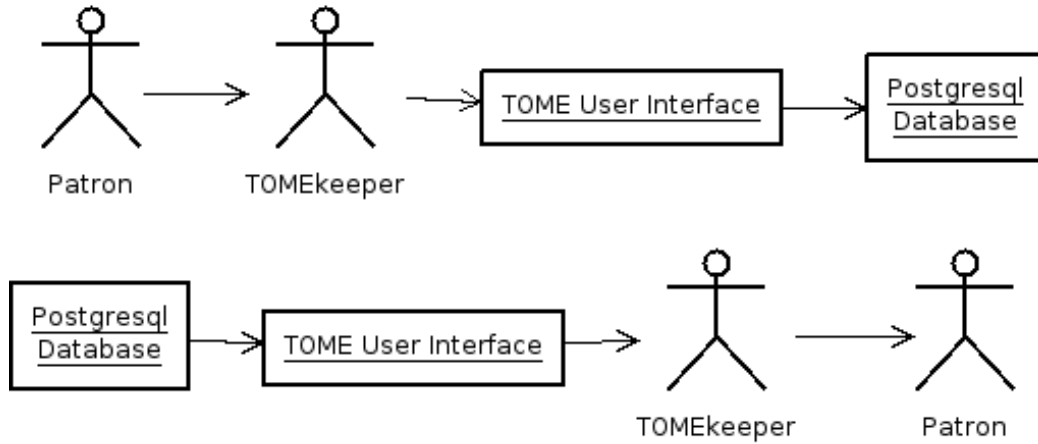 Patron
TOMEkeeper
TOME User Interface
Postgresql
Database
Postgresql
Database
TOME User Interface
TOMEkeeper
Patron